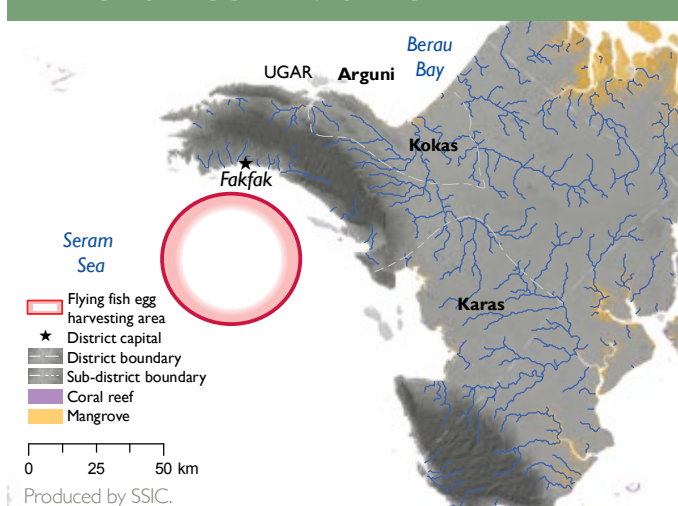 Berau
Bay
UGAR
Arguni
Kokas
Fakfak
Seram
Sea
Karas
Flying fish egg
harvesting area
District capital
District boundary
Sub-district boundary
Coral reef
Mangrove
0 25 50 km
Produced by SSIC.